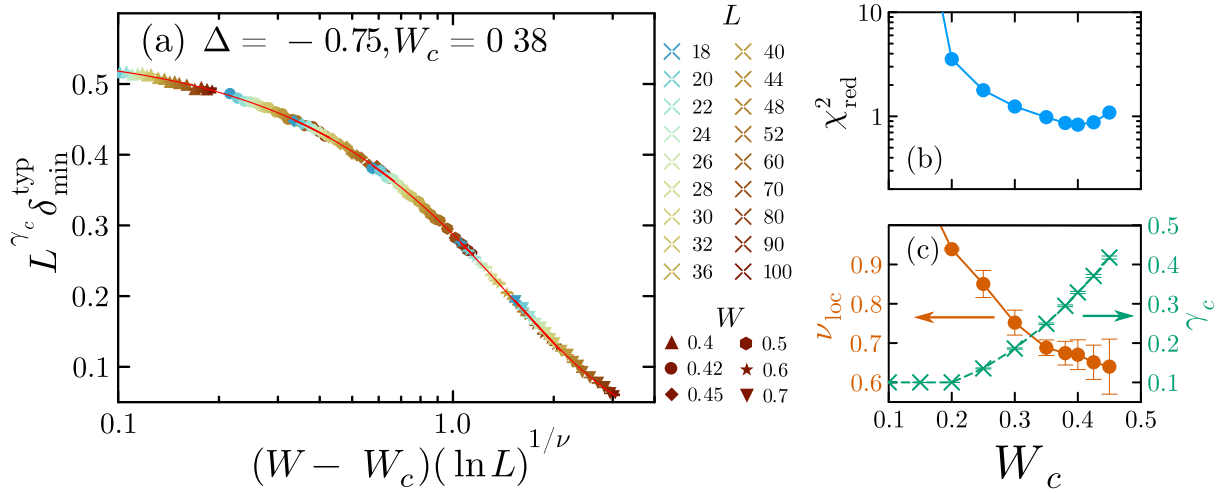 (a) Δ = − 0.75, W_c = 0 38
L^{γ_c} δ_min^typ
0.5
0.4
0.3
0.2
0.1
0.1 1.0
(W − W_c)(ln L)^{1/ν}
L
18 40
20 44
22 48
24 52
26 60
28 70
30 80
32 90
36 100
W
0.4 0.5
0.42 0.6
0.45 0.7
10
1
χ²_red
(b)
(c)
0.9
0.8
0.7
0.6
ν_loc
0.5
0.4
0.3
0.2
0.1
γ_c
0.1 0.2 0.3 0.4 0.5
W_c